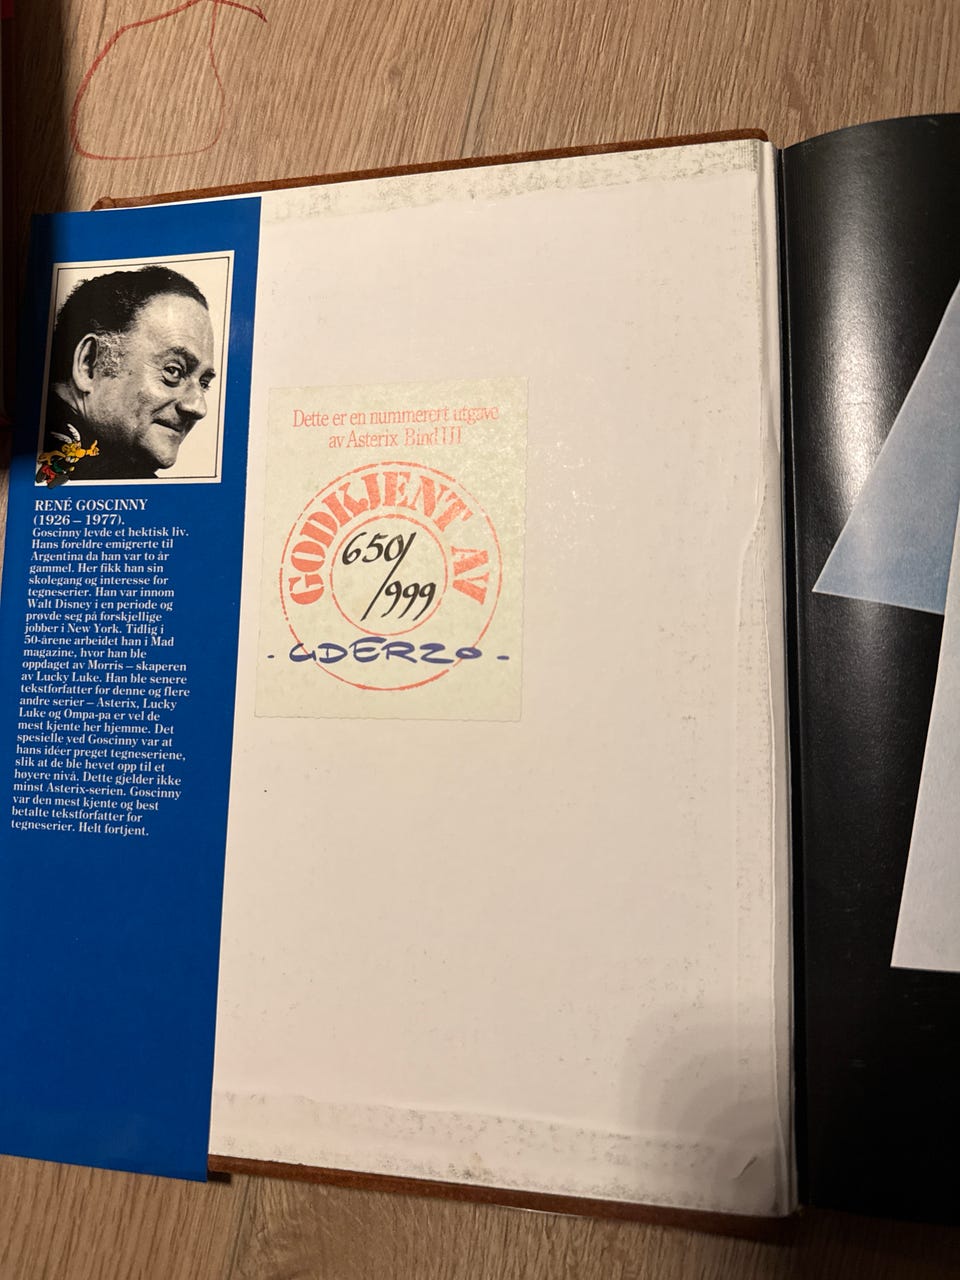 RENÉ GOSCINNY
(1926 – 1977).
Goscinny levde et hektisk liv.
Hans foreldre emigrerte til
Argentina da han var to år
gammel. Her fikk han sin
skolegang og interesse for
tegneserier. Han var innom
Walt Disney i en periode og
prøvde seg på forskjellige
jobber i New York. Tidlig i
50-årene arbeidet han i Mad
magazine, hvor han ble
oppdaget av Morris – skaperen
av Lucky Luke. Han ble senere
tekstforfatter for denne og flere
andre serier – Asterix, Lucky
Luke og Ompa-pa er vel de
mest kjente her hjemme. Det
spesielle ved Goscinny var at
hans idéer preget tegneseriene,
slik at de ble hevet opp til et
høyere nivå. Dette gjelder ikke
minst Asterix-serien. Goscinny
var den mest kjente og best
betalte tekstforfatter for
tegneserier. Helt fortjent.
Dette er en nummerert utgave
av Asterix Bind III
GODKJENT AV
650/
/999
- UDERZO -